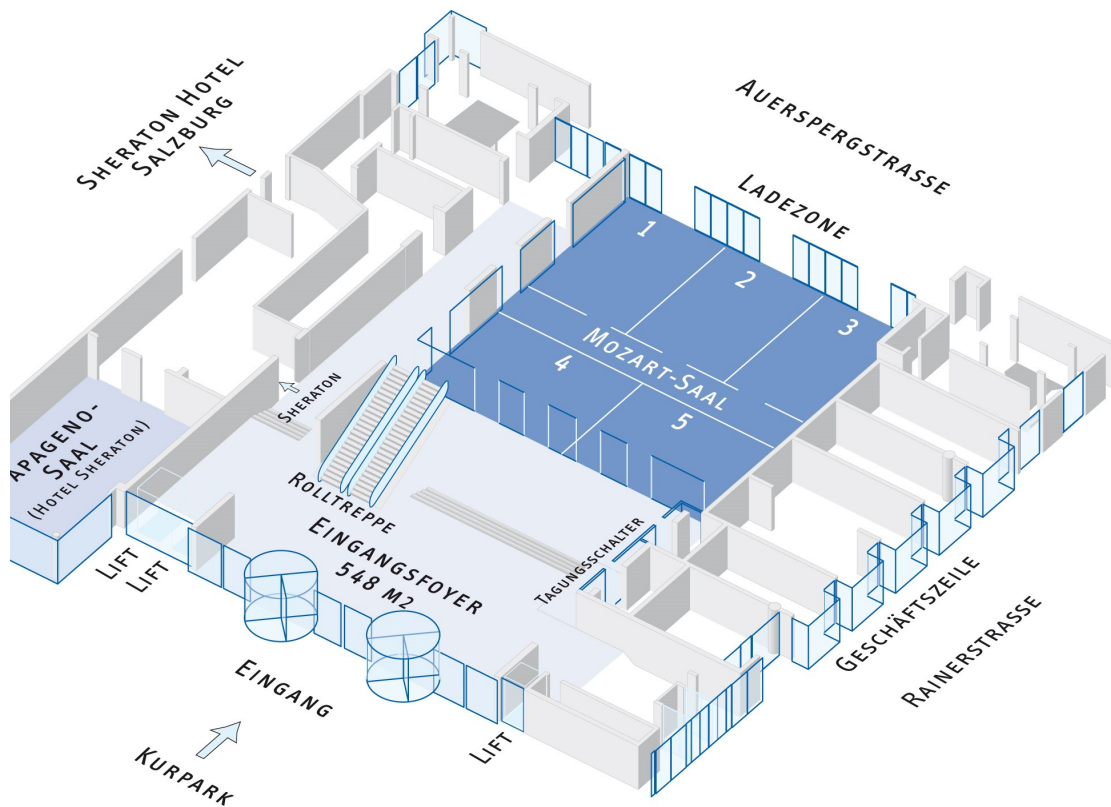 Sheraton Hotel
Salzburg
Auerspergstrasse
Ladezone
1
2
3
Mozart-Saal
4
5
Sheraton
apageno-
Saal
(Hotel Sheraton)
Rolltreppe
Eingangsfoyer
548 m2
Tagungsschalter
Lift
Lift
Geschäftszeile
Rainerstrasse
Eingang
Lift
Kurpark